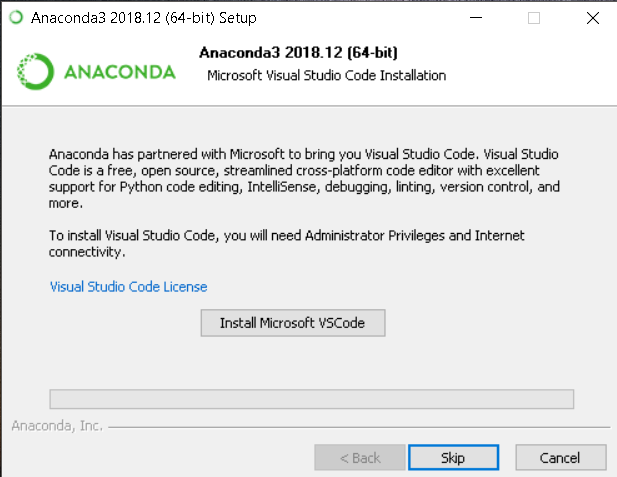 Anaconda3 2018.12 (64-bit) Setup
ANACONDA
Anaconda3 2018.12 (64-bit)
Microsoft Visual Studio Code Installation
Anaconda has partnered with Microsoft to bring you Visual Studio Code. Visual Studio
Code is a free, open source, streamlined cross-platform code editor with excellent
support for Python code editing, IntelliSense, debugging, linting, version control, and
more.
To install Visual Studio Code, you will need Administrator Privileges and Internet
connectivity.
Visual Studio Code License
Install Microsoft VSCode
Anaconda, Inc.
< Back
Skip
Cancel